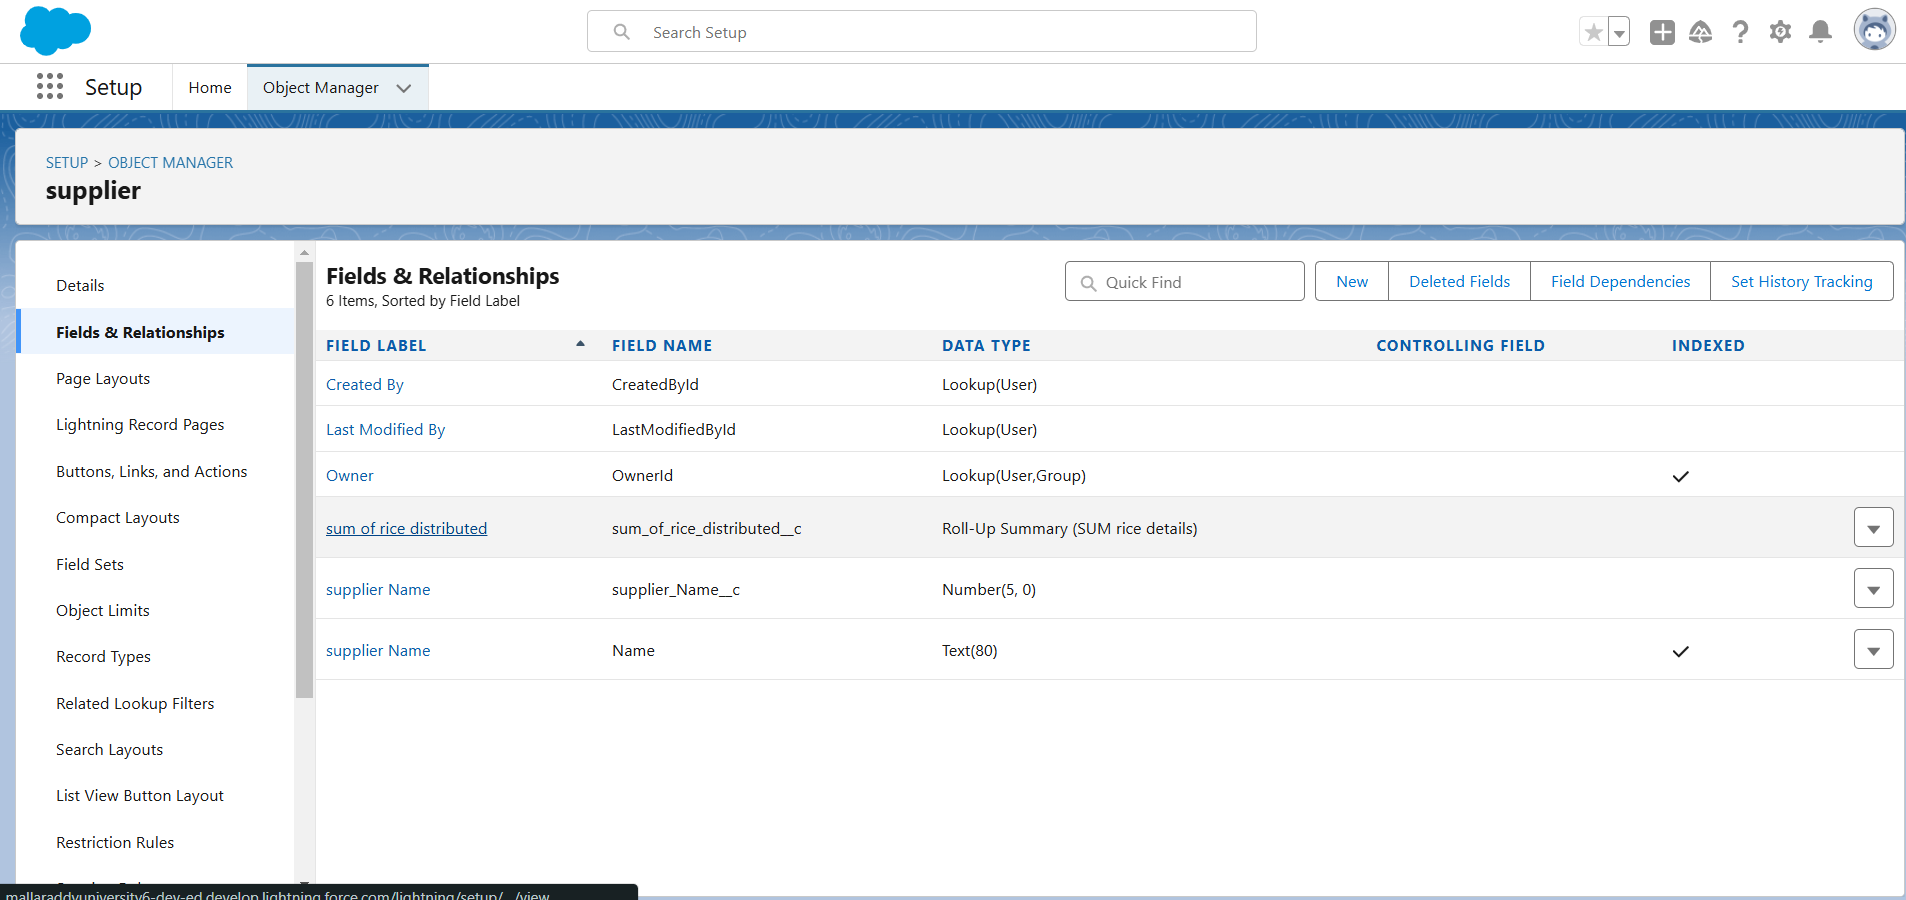 Search Setup
Setup
Home
Object Manager
SETUP > OBJECT MANAGER
supplier
Details
Fields & Relationships
Page Layouts
Lightning Record Pages
Buttons, Links, and Actions
Compact Layouts
Field Sets
Object Limits
Record Types
Related Lookup Filters
Search Layouts
List View Button Layout
Restriction Rules
Fields & Relationships
6 Items, Sorted by Field Label
Quick Find
New
Deleted Fields
Field Dependencies
Set History Tracking
FIELD LABEL FIELD NAME DATA TYPE CONTROLLING FIELD INDEXED
Created By CreatedById Lookup(User)
Last Modified By LastModifiedById Lookup(User)
Owner OwnerId Lookup(User,Group)
sum of rice distributed sum_of_rice_distributed__c Roll-Up Summary (SUM rice details)
supplier Name supplier_Name__c Number(5, 0)
supplier Name Name Text(80)
mallaraddyuniversity6-dev-ed.develop.lightning.force.com/lightning/setup/.../view